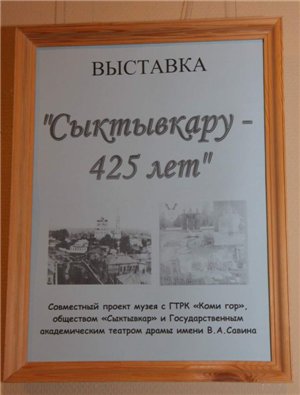 ВЫСТАВКА
"Сыктывкару -
425 лет"
Совместный проект музея с ГТРК «Коми гор»,
обществом «Сыктывкар» и Государственным
академическим театром драмы имени В.А.Савина